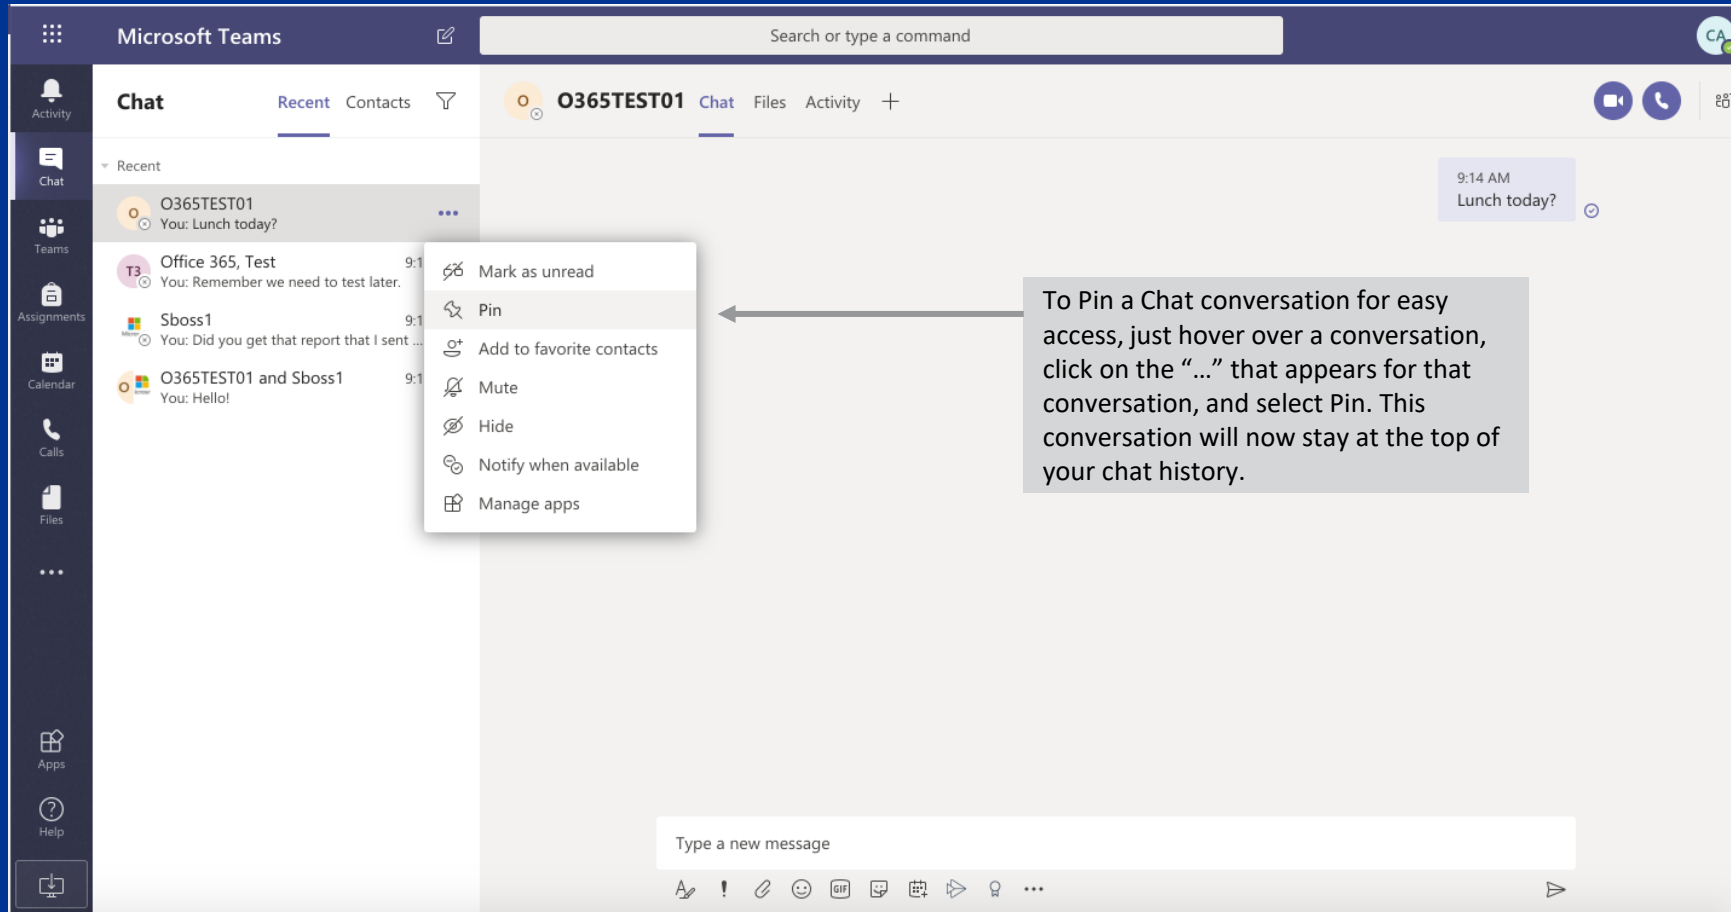 Microsoft Teams
Search or type a command
CA
Activity
Chat
Teams
Assignments
Calendar
Calls
Files
Apps
Help
Chat
Recent
Contacts
Recent
O
O365TEST01
You: Lunch today?
T3
Office 365, Test
9:1
You: Remember we need to test later.
Sboss1
9:1
You: Did you get that report that I sent ...
O
O365TEST01 and Sboss1
9:1
You: Hello!
Mark as unread
Pin
Add to favorite contacts
Mute
Hide
Notify when available
Manage apps
O
O365TEST01
Chat
Files
Activity
9:14 AM
Lunch today?
To Pin a Chat conversation for easy
access, just hover over a conversation,
click on the “…” that appears for that
conversation, and select Pin. This
conversation will now stay at the top of
your chat history.
Type a new message
GIF